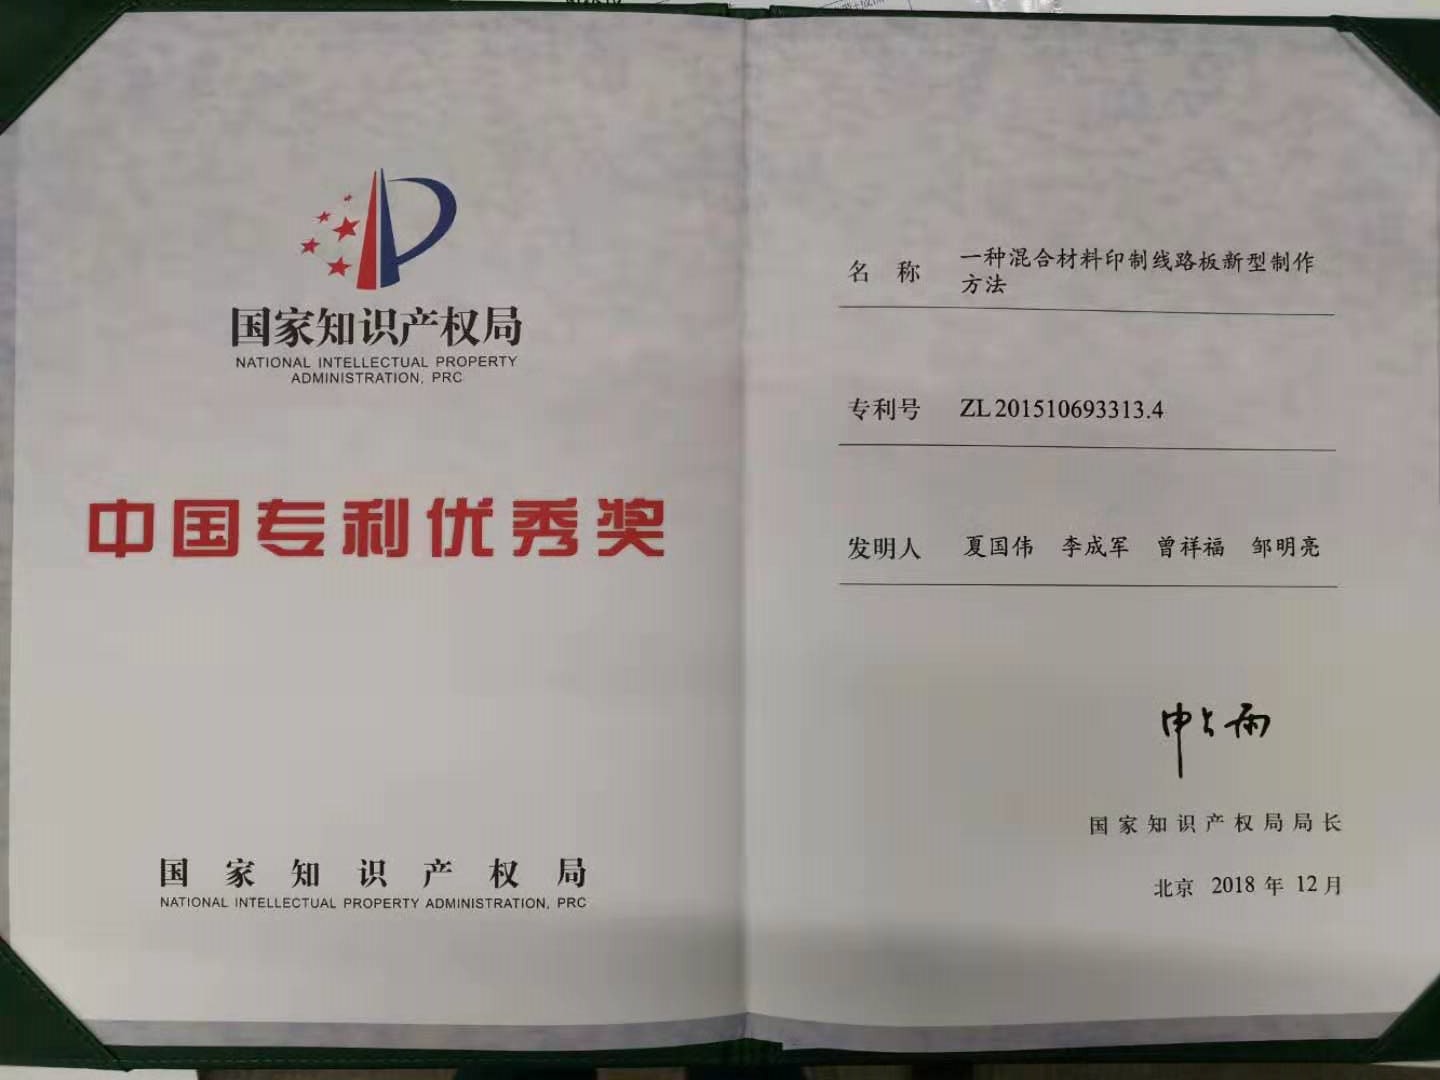 国家知识产权局
NATIONAL INTELLECTUAL PROPERTY
ADMINISTRATION, PRC
中国专利优秀奖
国家知识产权局
NATIONAL INTELLECTUAL PROPERTY ADMINISTRATION, PRC
名 称 一种混合材料印制线路板新型制作
方法
专利号 ZL 201510693313.4
发明人 夏国伟 李成军 曾祥福 邹明亮
申长雨
国家知识产权局局长
北京 2018 年 12 月